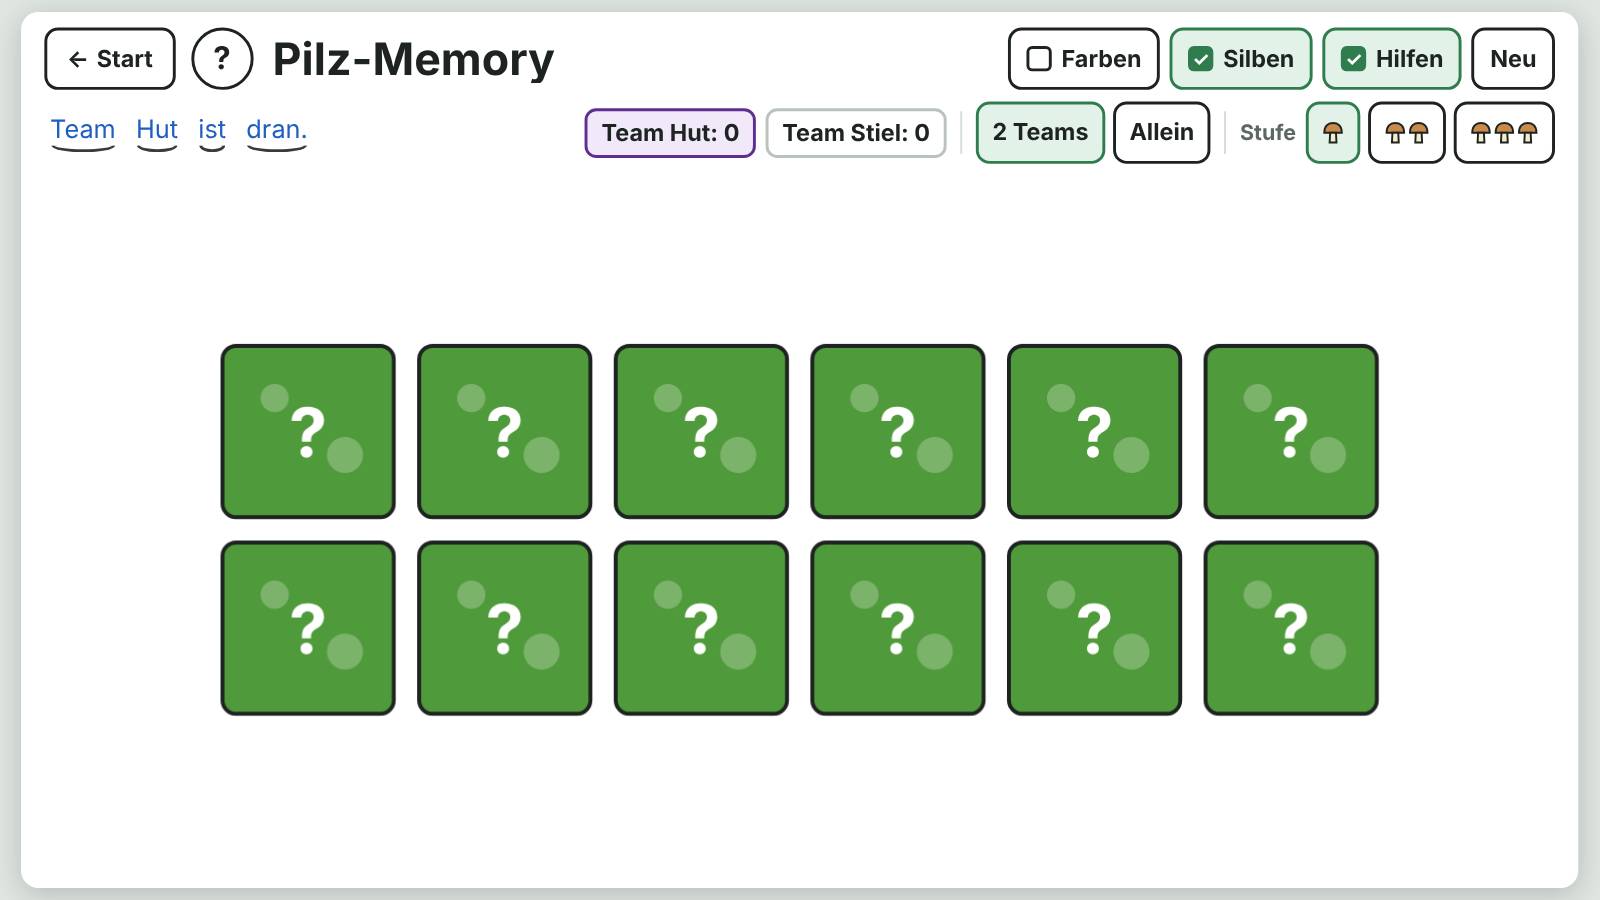 ← Start ? Pilz-Memory Farben Silben Hilfen Neu
Team Hut ist dran. Team Hut: 0 Team Stiel: 0 2 Teams Allein Stufe
? ? ? ? ? ?
? ? ? ? ? ?